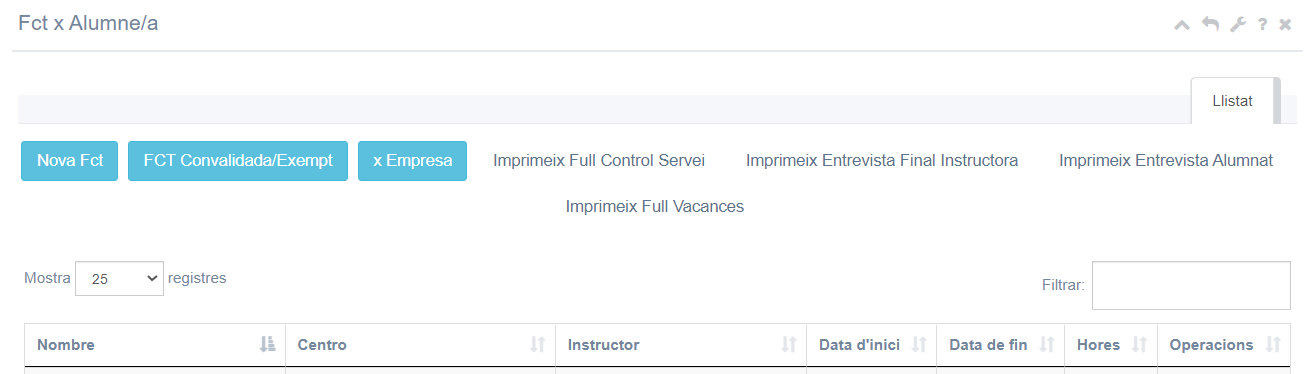 Fct x Alumne/a
Llistat
Nova Fct FCT Convalidada/Exempt x Empresa Imprimeix Full Control Servei Imprimeix Entrevista Final Instructora Imprimeix Entrevista Alumnat
Imprimeix Full Vacances
Mostra 25 registres Filtrar:
Nombre Centro Instructor Data d'inici Data de fin Hores Operacions